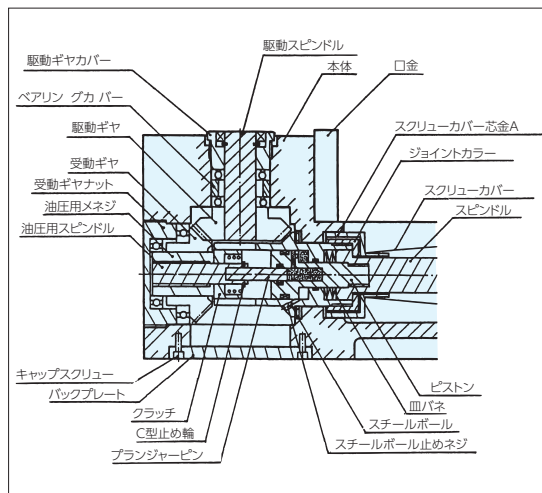 駆動スピンドル
駆動ギヤカバー
本体
口金
ベアリン グカ バー
スクリューカバー芯金A
駆動ギヤ
ジョイントカラー
受動ギヤ
スクリューカバー
受動ギヤナット
スピンドル
油圧用メネジ
油圧用スピンドル
キャップスクリュー
ピストン
バックプレート
皿バネ
クラッチ
スチールボール
C型止め輪
スチールボール止めネジ
プランジャーピン